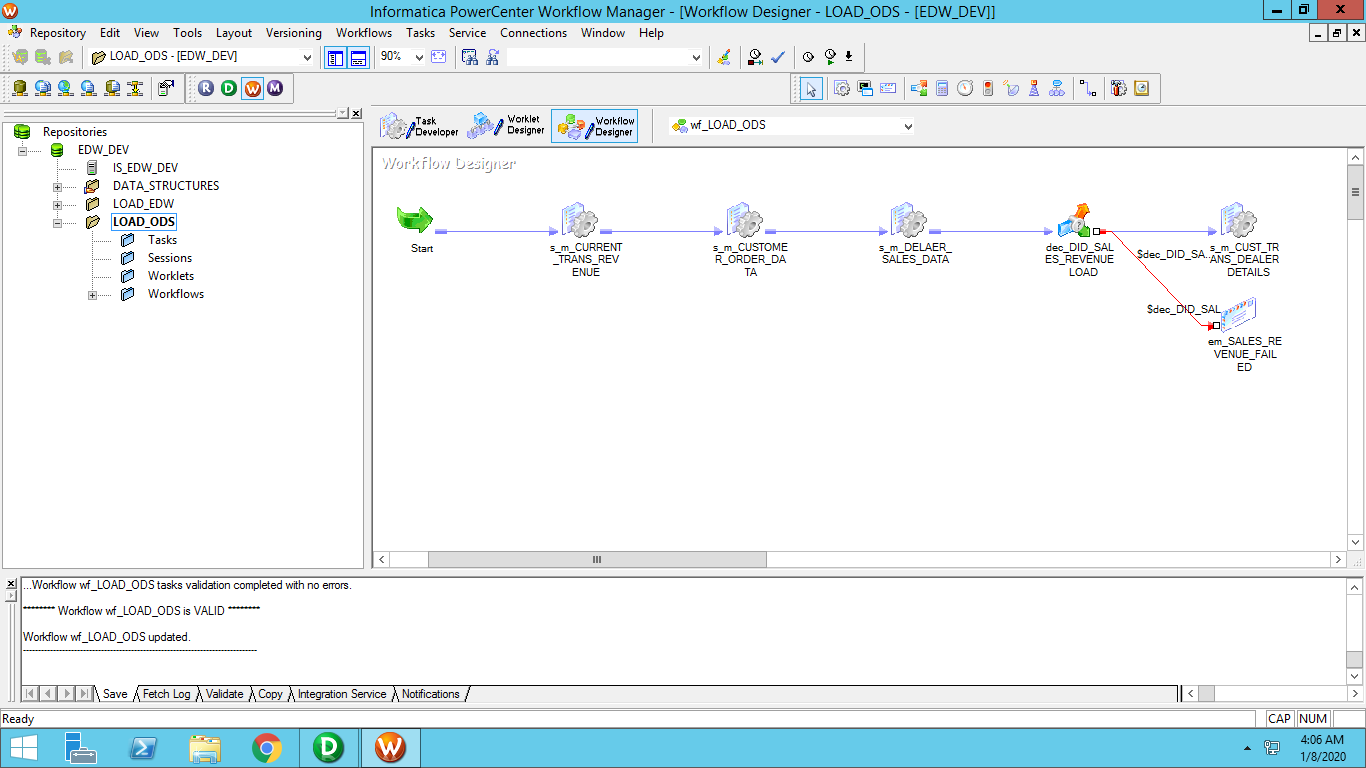 Informatica PowerCenter Workflow Manager - [Workflow Designer - LOAD_ODS - [EDW_DEV]]
Repository Edit View Tools Layout Versioning Workflows Tasks Service Connections Window Help
LOAD_ODS - [EDW_DEV]
90%
R D W M
Repositories
EDW_DEV
IS_EDW_DEV
DATA_STRUCTURES
LOAD_EDW
LOAD_ODS
Tasks
Sessions
Worklets
Workflows
Task
Developer
Worklet
Designer
Workflow
Designer
wf_LOAD_ODS
Workflow Designer
Start
s_m_CURRENT
_TRANS_REV
ENUE
s_m_CUSTOME
R_ORDER_DA
TA
s_m_DELAER_
SALES_DATA
dec_DID_SAL
ES_REVENUE
LOAD
$dec_DID_SA..
s_m_CUST_TR
ANS_DEALER
DETAILS
$dec_DID_SAL
em_SALES_RE
VENUE_FAIL
ED
...Workflow wf_LOAD_ODS tasks validation completed with no errors.
******** Workflow wf_LOAD_ODS is VALID ********
Workflow wf_LOAD_ODS updated.
Save Fetch Log Validate Copy Integration Service Notifications
Ready
CAP NUM
D W
4:06 AM
1/8/2020